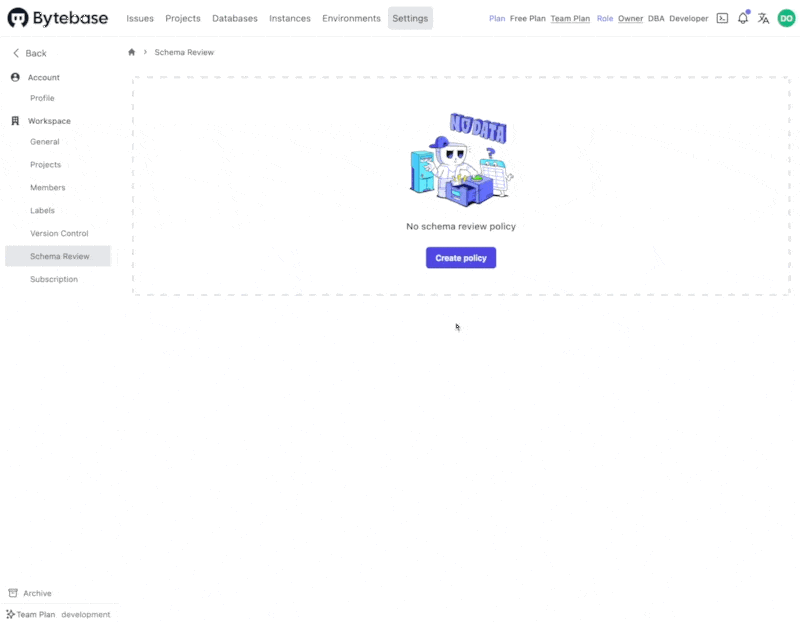 Bytebase Issues Projects Databases Instances Environments Settings Plan Free Plan Team Plan Role Owner DBA Developer DO
Back
Schema Review
Account
Profile
Workspace
General
Projects
Members
Labels
Version Control
Schema Review
Subscription
NO DATA
?
No schema review policy
Create policy
Archive
Team Plan development